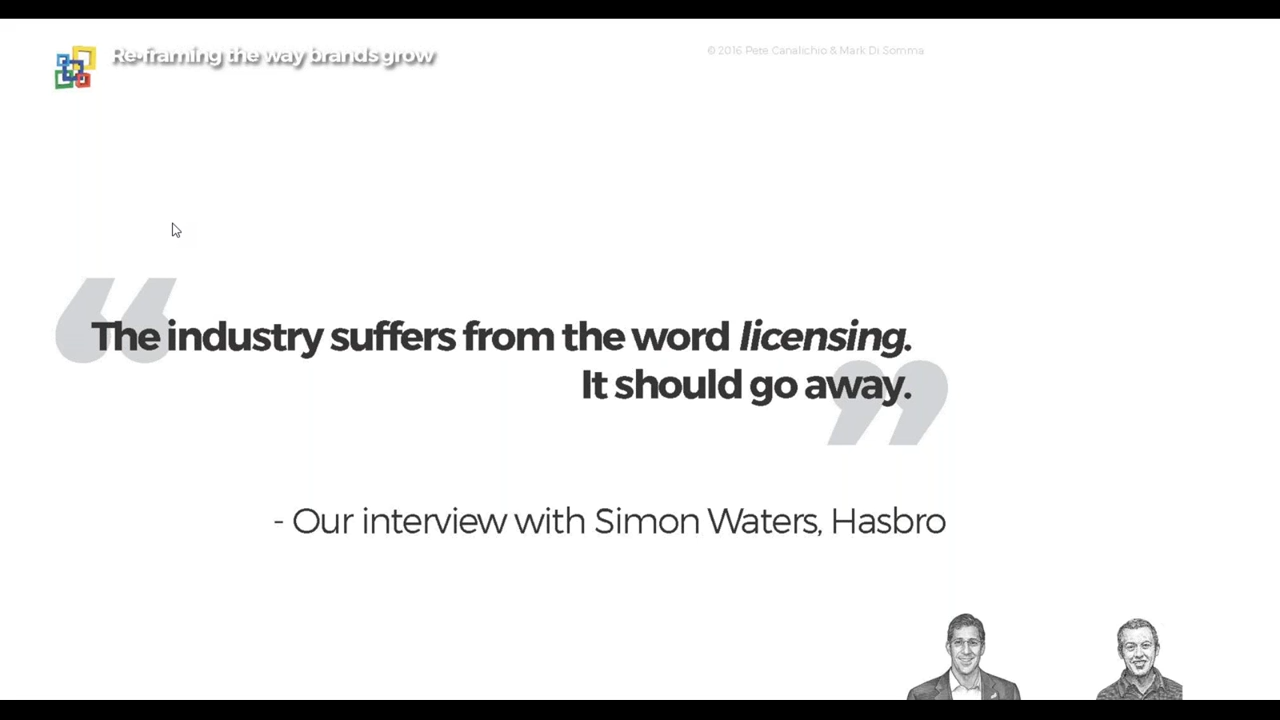 Re-framing the way brands grow
© 2016 Pete Canalichio & Mark Di Somma
“The industry suffers from the word licensing.
It should go away.”
- Our interview with Simon Waters, Hasbro